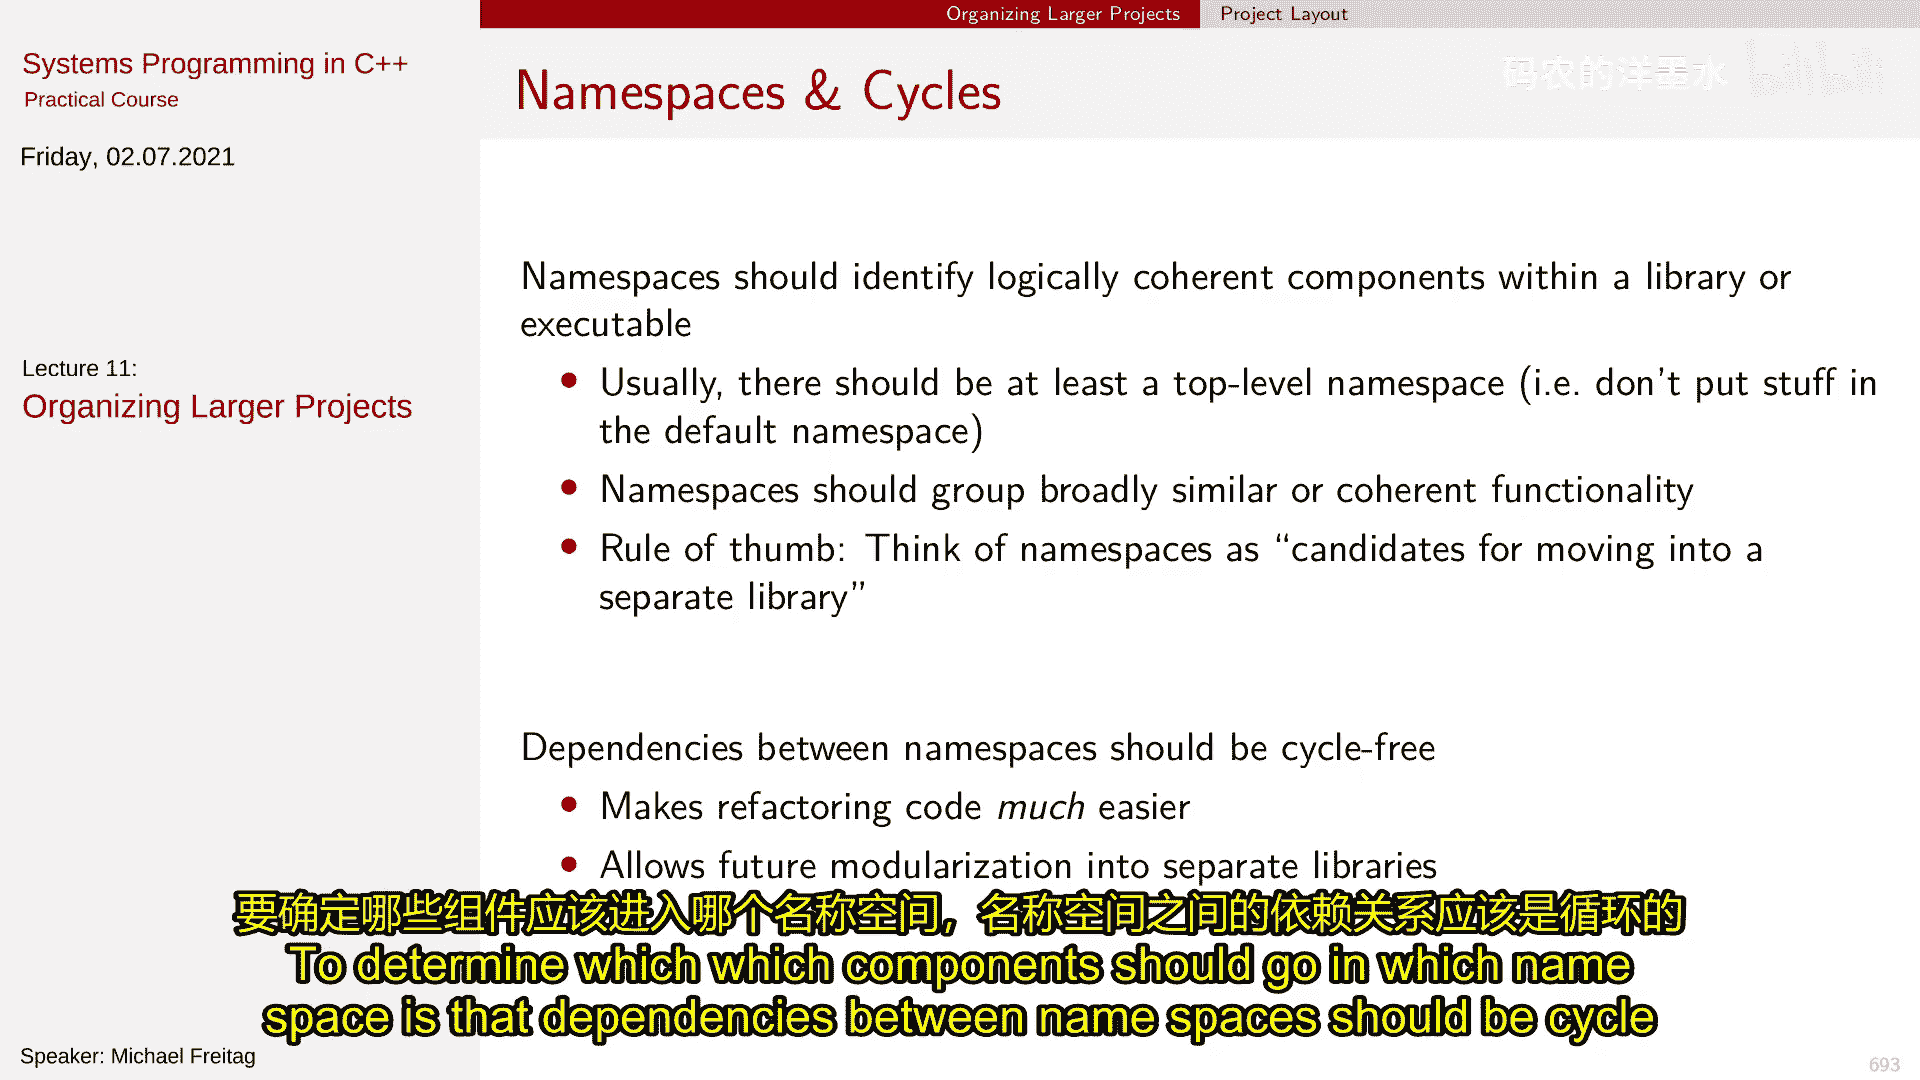 Organizing Larger Projects
Project Layout
Systems Programming in C++
Practical Course
Friday, 02.07.2021
Lecture 11:
Organizing Larger Projects
Namespaces & Cycles
码农的洋墨水
bilibili
Namespaces should identify logically coherent components within a library or
executable
• Usually, there should be at least a top-level namespace (i.e. don't put stuff in
the default namespace)
• Namespaces should group broadly similar or coherent functionality
• Rule of thumb: Think of namespaces as “candidates for moving into a
separate library”
Dependencies between namespaces should be cycle-free
• Makes refactoring code much easier
• Allows future modularization into separate libraries
要确定哪些组件应该进入哪个名称空间，名称空间之间的依赖关系应该是循环的
To determine which which components should go in which name
space is that dependencies between name spaces should be cycle
Speaker: Michael Freitag
693